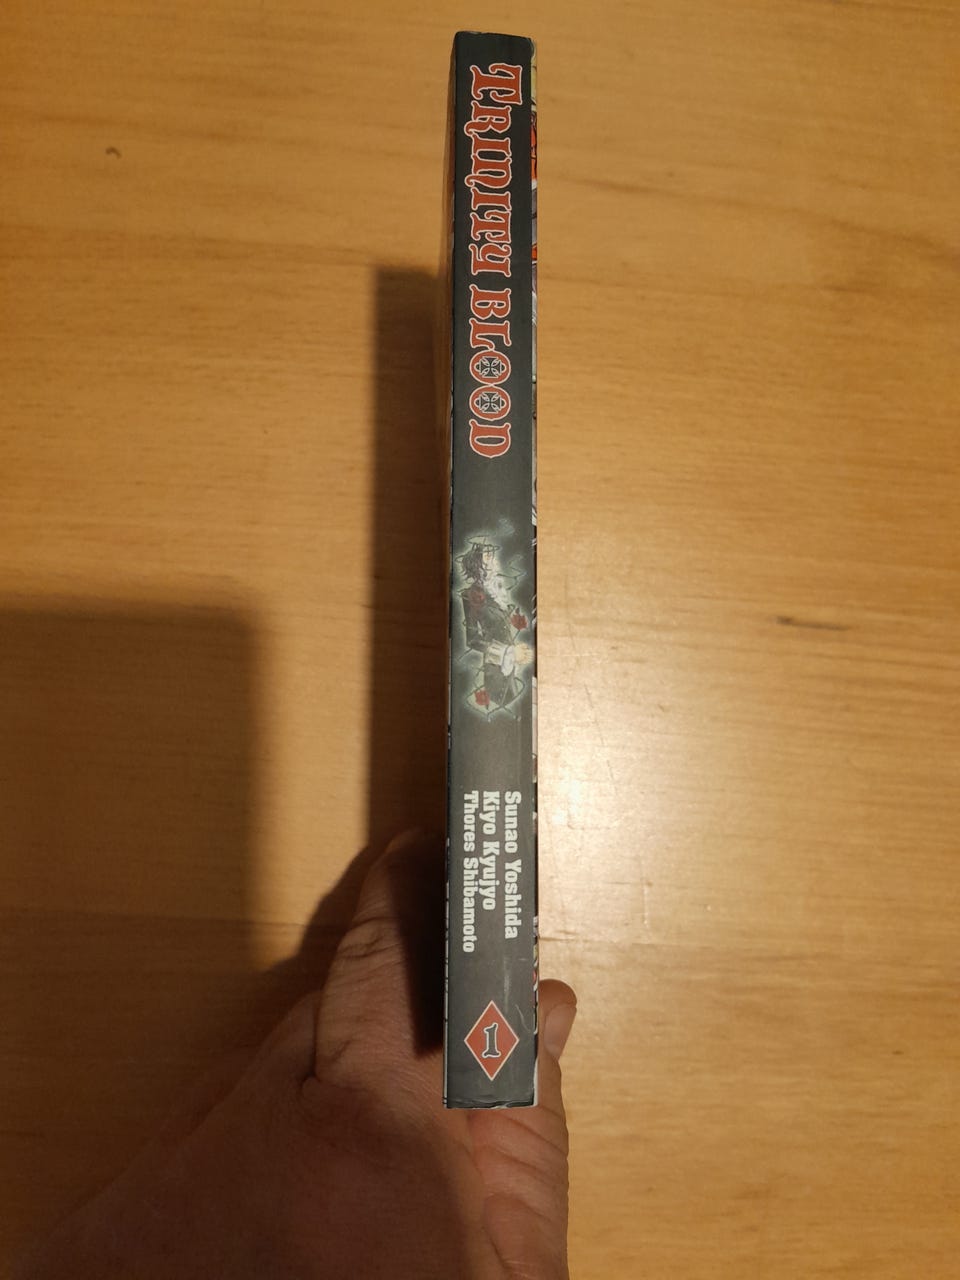 TRINITY BLOOD
Sunao Yoshida
Kiyo Kyujyo
Thores Shibamoto
1